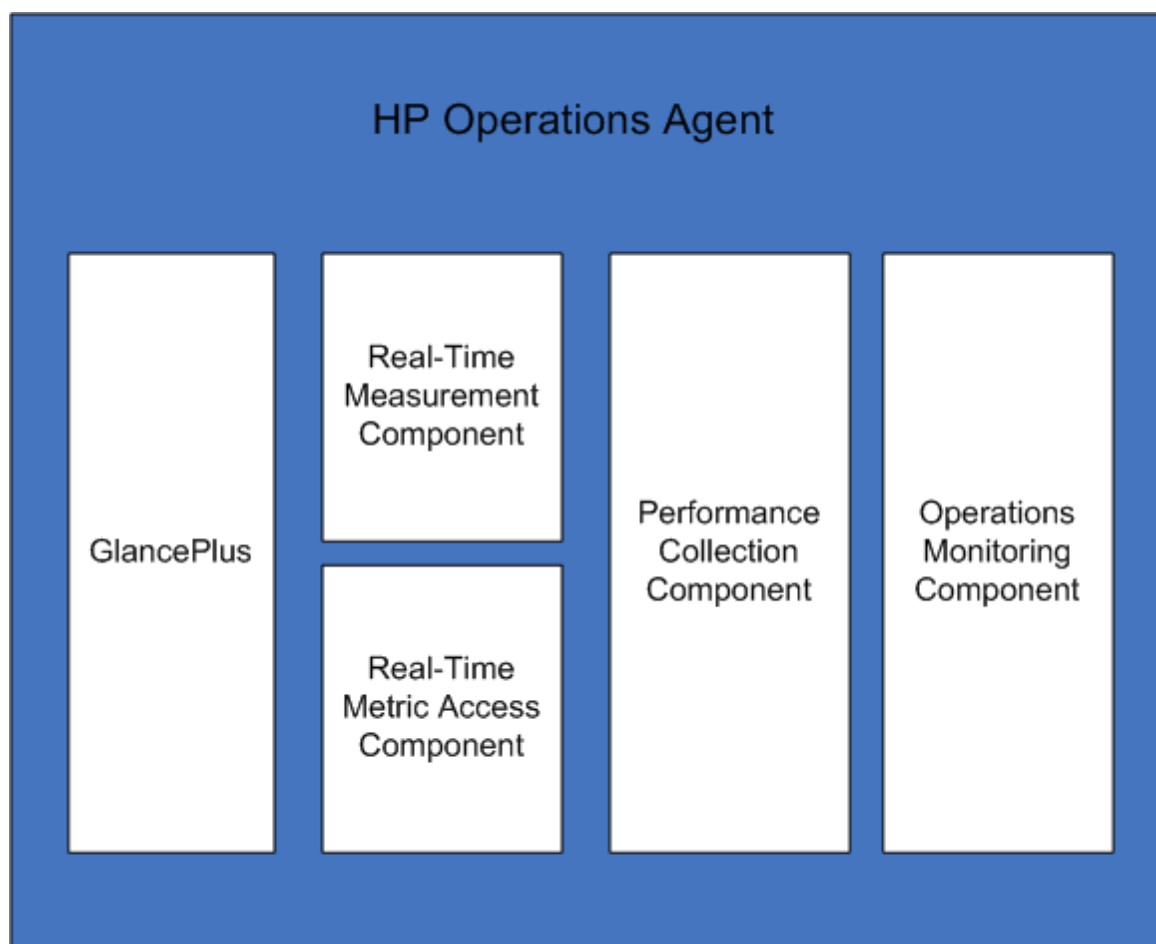 HP Operations Agent
GlancePlus
Real-Time
Measurement
Component
Real-Time
Metric Access
Component
Performance
Collection
Component
Operations
Monitoring
Component